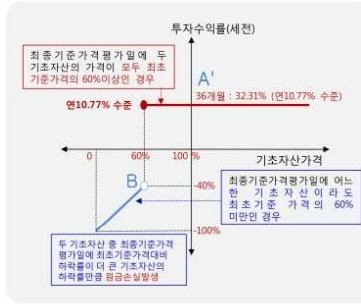 투자수익률(세전)
최종기준가격평가일에 두
기초자산의 가격이 모두 최초
기준가격의 60%이상인 경우
A'
36개월 : 32.31% (연10.77% 수준)
연10.77% 수준
0
60%
100 %
기초자산가격
B
-40%
최종기준가격평가일에 어느
한 기초자산이라도
최초기준 가격의 60%
미만인 경우
-100%
두 기초자산 중 최종기준가격
평가일에 최초기준가격대비
하락률이 더 큰 기초자산의
하락률만큼 원금손실발생